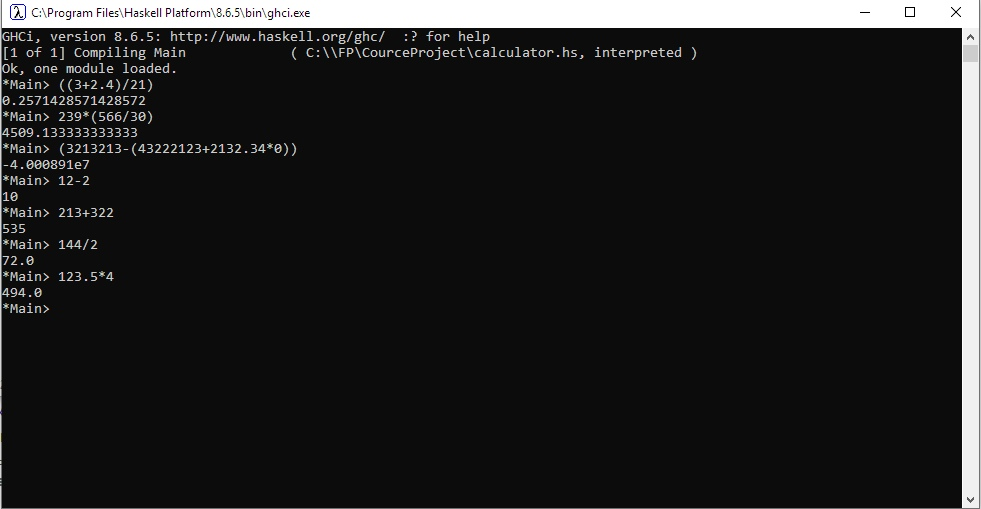 C:\Program Files\Haskell Platform\8.6.5\bin\ghci.exe
GHCi, version 8.6.5: http://www.haskell.org/ghc/  :? for help
[1 of 1] Compiling Main             ( C:\\FP\CourceProject\calculator.hs, interpreted )
Ok, one module loaded.
*Main> ((3+2.4)/21)
0.2571428571428572
*Main> 239*(566/30)
4509.133333333333
*Main> (3213213-(43222123+2132.34*0))
-4.000891e7
*Main> 12-2
10
*Main> 213+322
535
*Main> 144/2
72.0
*Main> 123.5*4
494.0
*Main>